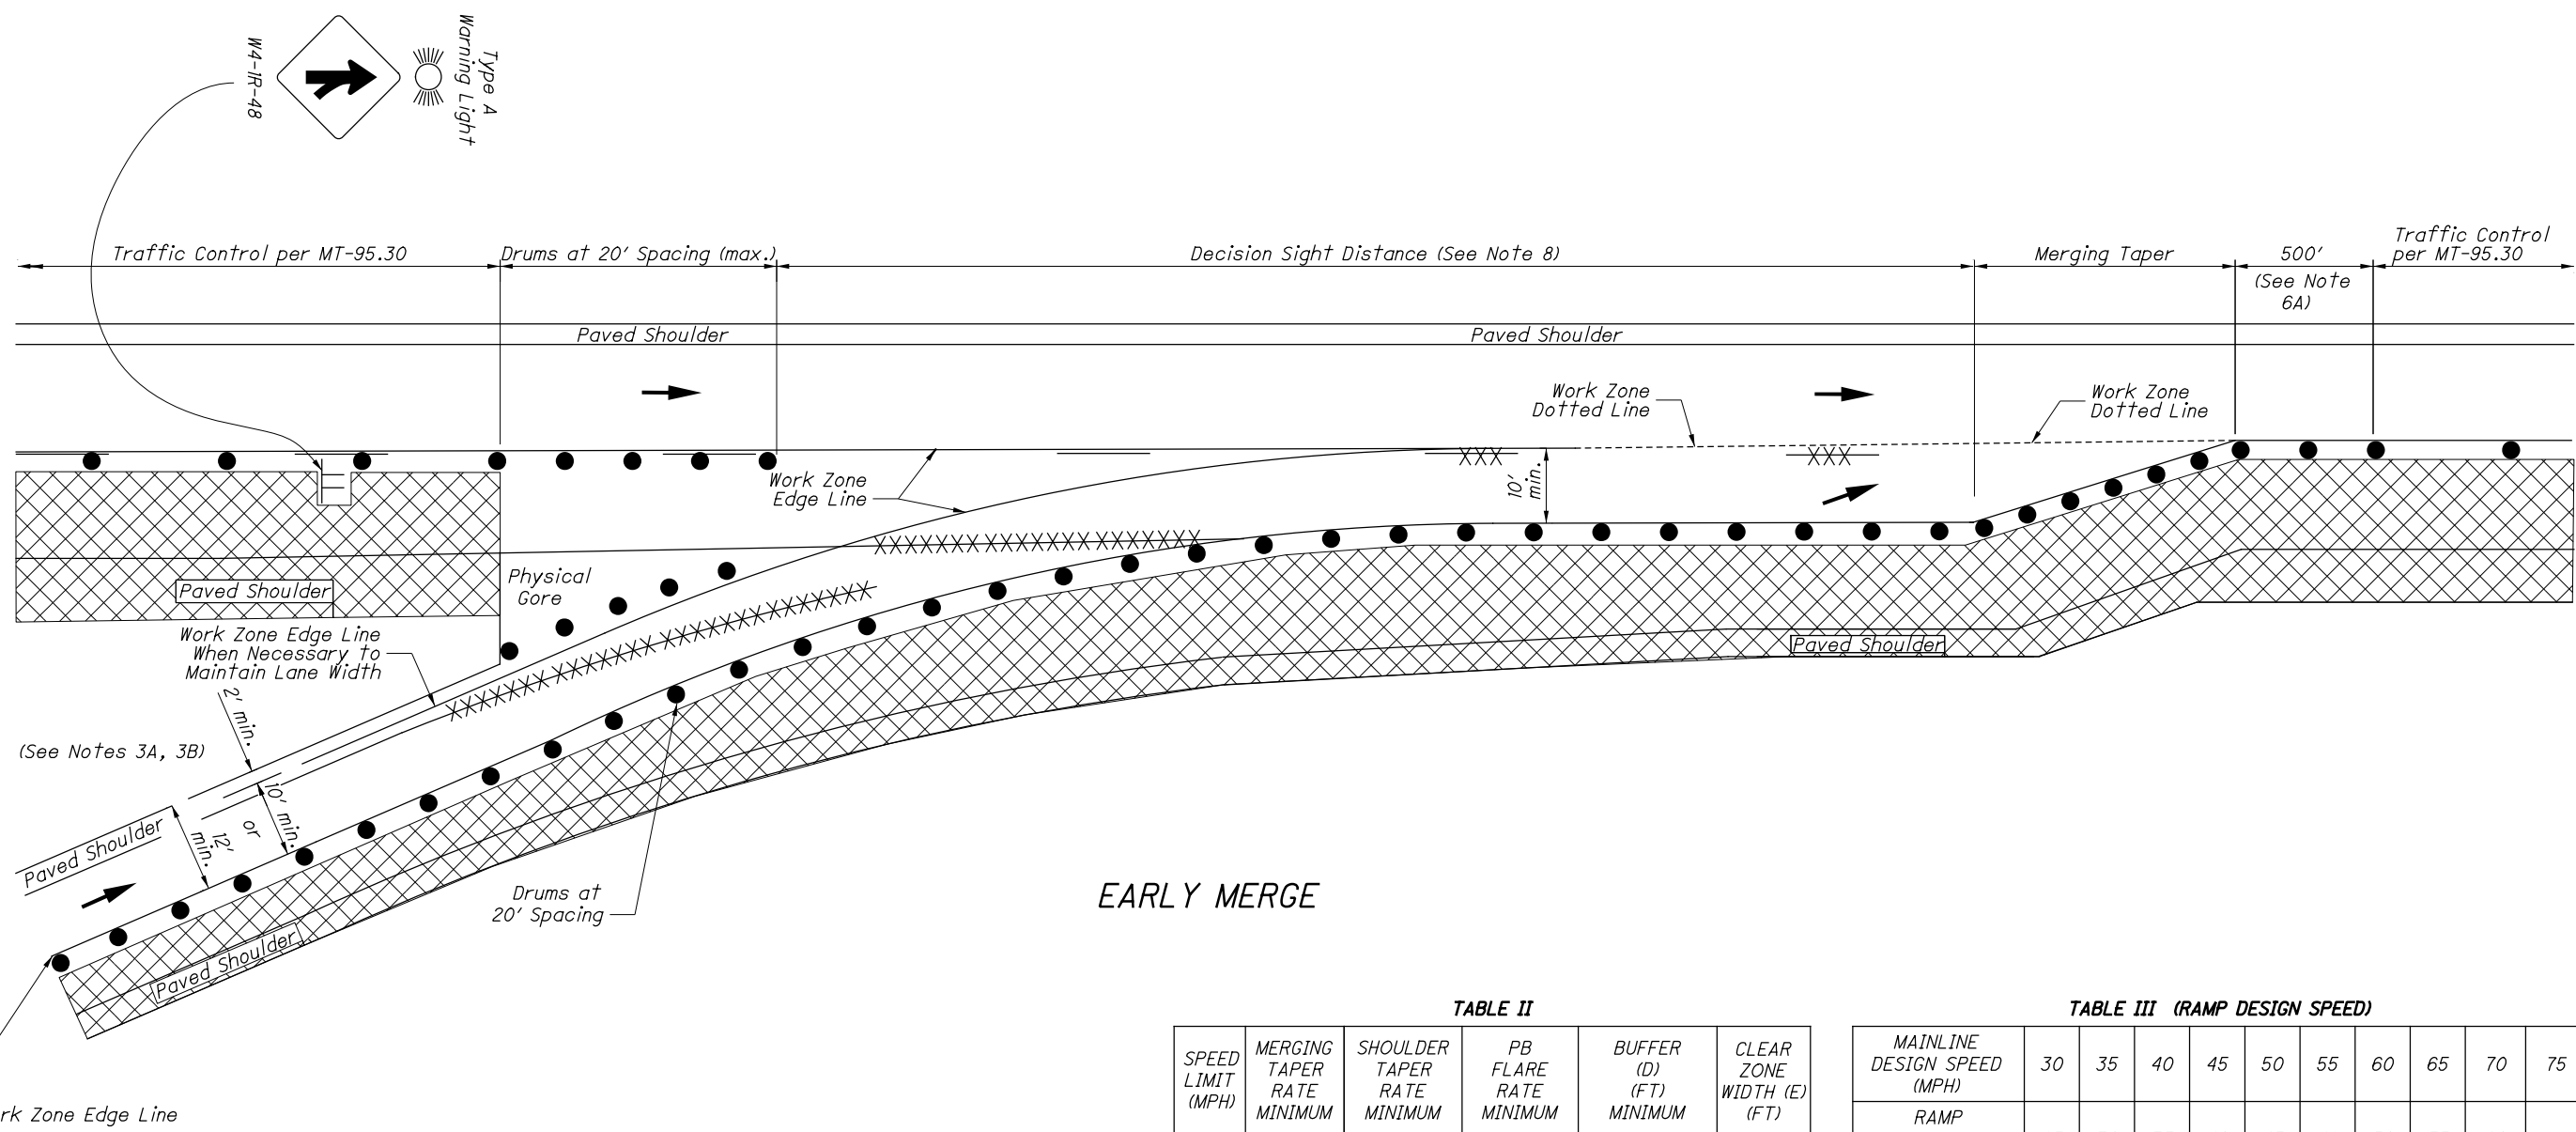 Type A
Warning Light
W4-1R-48
Traffic Control per MT-95.30
Drums at 20' Spacing (max.)
Decision Sight Distance (See Note 8)
Merging Taper
500'
(See Note
6A)
Traffic Control
per MT-95.30
Paved Shoulder
Paved Shoulder
Work Zone
Dotted Line
Work Zone
Dotted Line
Work Zone
Edge Line
10'
min.
Physical
Gore
Paved Shoulder
Paved Shoulder
Work Zone Edge Line
When Necessary to
Maintain Lane Width
2' min.
(See Notes 3A, 3B)
10' min.
or
12'
min.
Paved Shoulder
Drums at
20' Spacing
Paved Shoulder
EARLY MERGE
rk Zone Edge Line
TABLE II
SPEED
LIMIT
(MPH)
MERGING
TAPER
RATE
MINIMUM
SHOULDER
TAPER
RATE
MINIMUM
PB
FLARE
RATE
MINIMUM
BUFFER
(D)
(FT)
MINIMUM
CLEAR
ZONE
WIDTH (E)
(FT)
TABLE III (RAMP DESIGN SPEED)
MAINLINE
DESIGN SPEED
(MPH)
30 35 40 45 50 55 60 65 70 75
RAMP